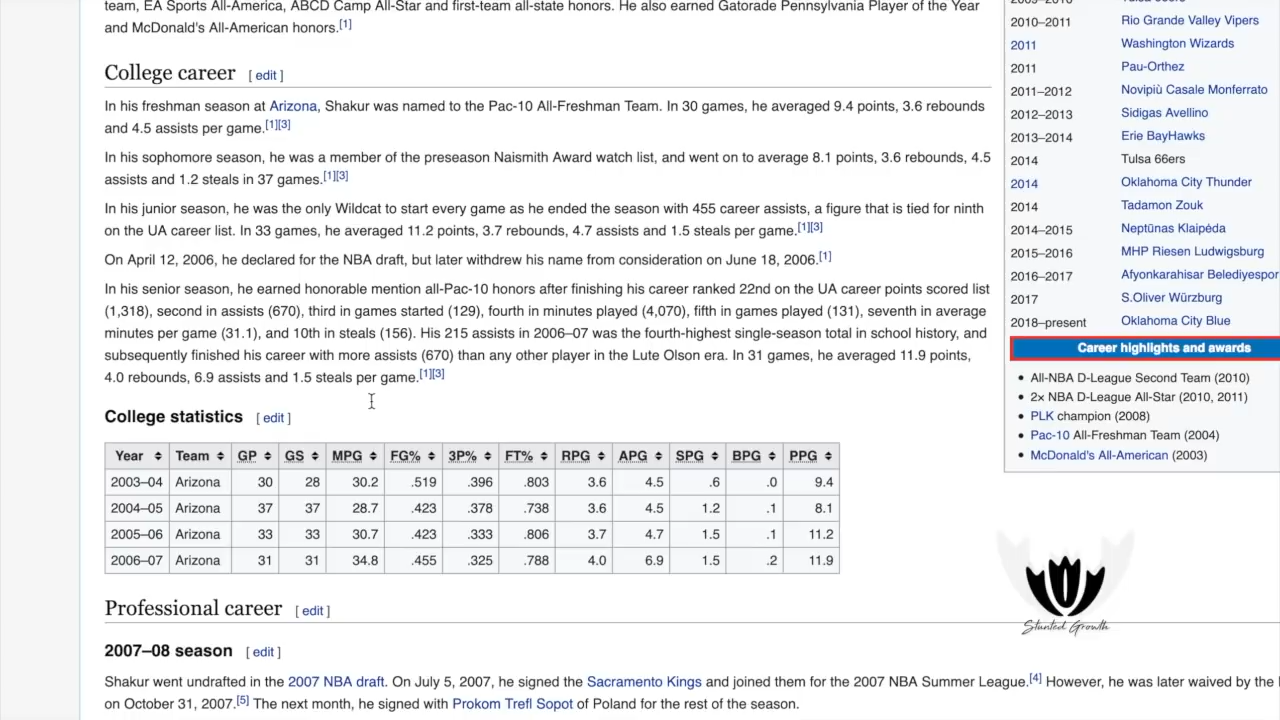 team, EA Sports All-America, ABCD Camp All-Star and first-team all-state honors. He also earned Gatorade Pennsylvania Player of the Year
and McDonald's All-American honors.[1]
College career [ edit ]
In his freshman season at Arizona, Shakur was named to the Pac-10 All-Freshman Team. In 30 games, he averaged 9.4 points, 3.6 rebounds
and 4.5 assists per game.[1][3]
In his sophomore season, he was a member of the preseason Naismith Award watch list, and went on to average 8.1 points, 3.6 rebounds, 4.5
assists and 1.2 steals in 37 games.[1][3]
In his junior season, he was the only Wildcat to start every game as he ended the season with 455 career assists, a figure that is tied for ninth
on the UA career list. In 33 games, he averaged 11.2 points, 3.7 rebounds, 4.7 assists and 1.5 steals per game.[1][3]
On April 12, 2006, he declared for the NBA draft, but later withdrew his name from consideration on June 18, 2006.[1]
In his senior season, he earned honorable mention all-Pac-10 honors after finishing his career ranked 22nd on the UA career points scored list
(1,318), second in assists (670), third in games started (129), fourth in minutes played (4,070), fifth in games played (131), seventh in average
minutes per game (31.1), and 10th in steals (156). His 215 assists in 2006–07 was the fourth-highest single-season total in school history, and
subsequently finished his career with more assists (670) than any other player in the Lute Olson era. In 31 games, he averaged 11.9 points,
4.0 rebounds, 6.9 assists and 1.5 steals per game.[1][3]
College statistics [ edit ]
Year Team GP GS MPG FG% 3P% FT% RPG APG SPG BPG PPG
2003–04 Arizona 30 28 30.2 .519 .396 .803 3.6 4.5 .6 .0 9.4
2004–05 Arizona 37 37 28.7 .423 .378 .738 3.6 4.5 1.2 .1 8.1
2005–06 Arizona 33 33 30.7 .423 .333 .806 3.7 4.7 1.5 .1 11.2
2006–07 Arizona 31 31 34.8 .455 .325 .788 4.0 6.9 1.5 .2 11.9
Professional career [ edit ]
2007–08 season [ edit ]
Shakur went undrafted in the 2007 NBA draft. On July 5, 2007, he signed the Sacramento Kings and joined them for the 2007 NBA Summer League.[4] However, he was later waived by the
on October 31, 2007.[5] The next month, he signed with Prokom Trefl Sopot of Poland for the rest of the season.
2010–2011 Rio Grande Valley Vipers
2011 Washington Wizards
2011 Pau-Orthez
2011–2012 Novipiù Casale Monferrato
2012–2013 Sidigas Avellino
2013–2014 Erie BayHawks
2014 Tulsa 66ers
2014 Oklahoma City Thunder
2014 Tadamon Zouk
2014–2015 Neptūnas Klaipėda
2015–2016 MHP Riesen Ludwigsburg
2016–2017 Afyonkarahisar Belediyespor
2017 S.Oliver Würzburg
2018–present Oklahoma City Blue
Career highlights and awards
• All-NBA D-League Second Team (2010)
• 2× NBA D-League All-Star (2010, 2011)
• PLK champion (2008)
• Pac-10 All-Freshman Team (2004)
• McDonald's All-American (2003)
Stunted Growth